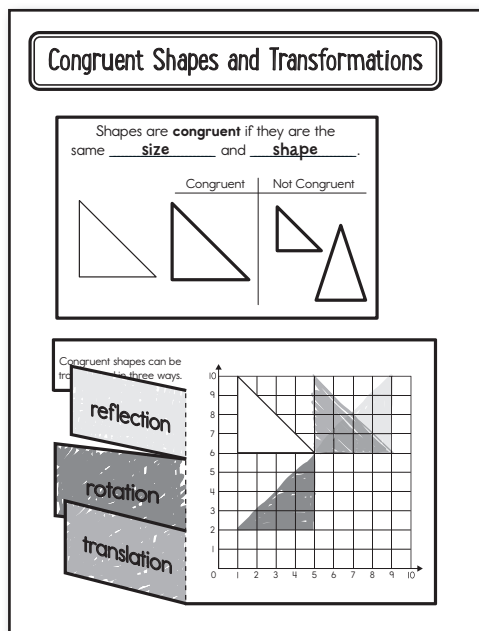 Congruent Shapes and Transformations
Shapes are congruent if they are the
same size and shape.
Congruent Not Congruent
Congruent shapes can be
in three ways.
reflection
rotation
translation
10
9
8
7
6
5
4
3
2
1
0 1 2 3 4 5 6 7 8 9 10